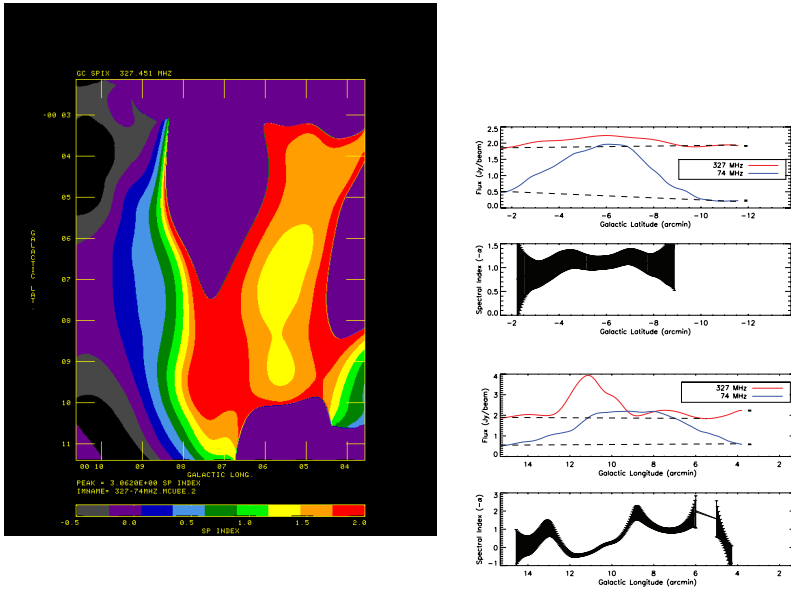 GC SPIX 327.451 MHZ
-00 03
04
05
06
07
08
09
10
11
GALACTIC LAT.
00 10 09 08 07 06 05 04
GALACTIC LONG.
PEAK = 3.0620E+00 SP INDEX
IMNAME= 327-74MHZ.MCUBE.2
-0.5 0.0 0.5 1.0 1.5 2.0
SP INDEX
Flux (Jy/beam)
2.5
2.0
1.5
1.0
0.5
0.0
327 MHz
74 MHz
-2 -4 -6 -8 -10 -12
Galactic Latitude (arcmin)
Spectral Index (-α)
1.5
1.0
0.5
0.0
-2 -4 -6 -8 -10 -12
Galactic Latitude (arcmin)
Flux (Jy/beam)
4
3
2
1
0
327 MHz
74 MHz
14 12 10 8 6 4 2
Galactic Longitude (arcmin)
Spectral Index (-α)
3
2
1
0
-1
14 12 10 8 6 4 2
Galactic Longitude (arcmin)